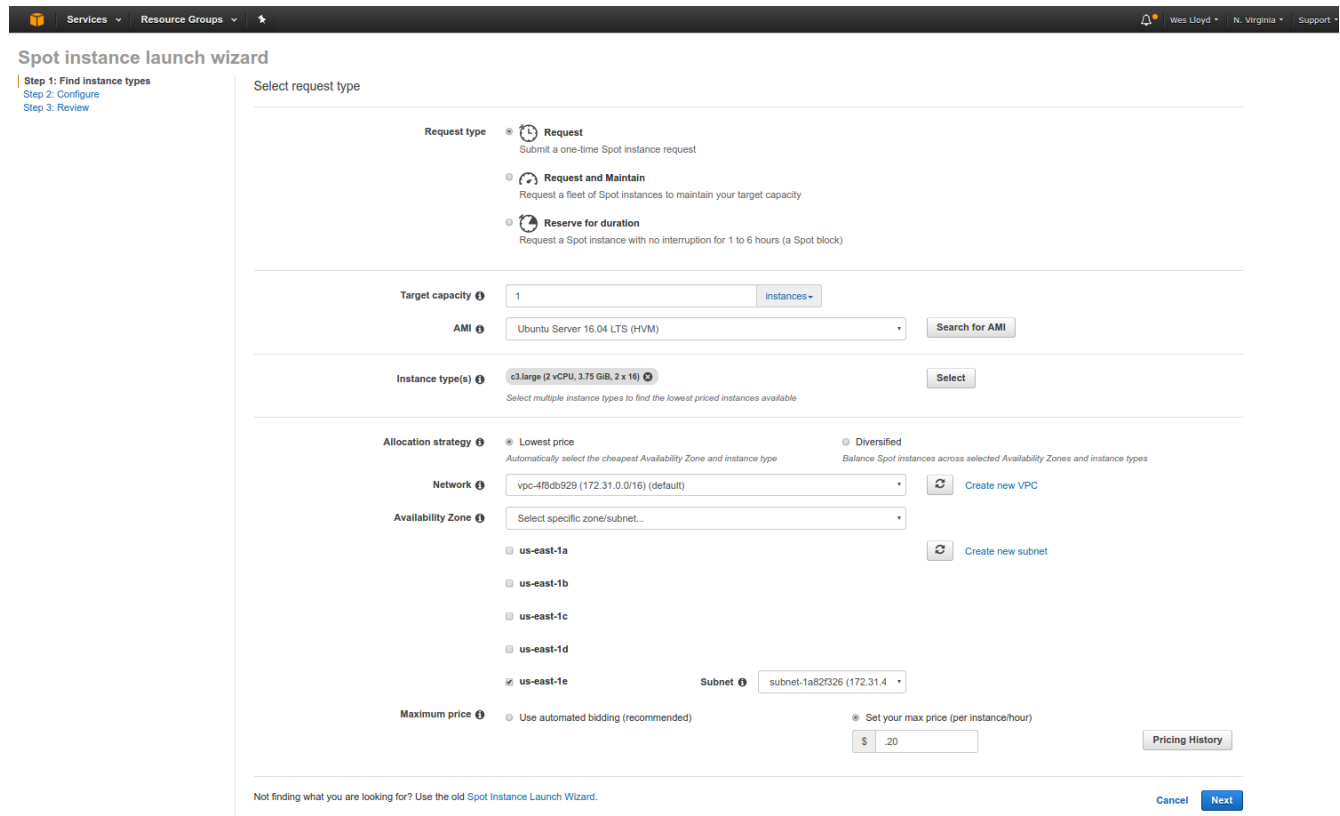 Services Resource Groups Wes Lloyd N. Virginia Support
Spot instance launch wizard
Step 1: Find instance types
Step 2: Configure
Step 3: Review
Select request type
Request type Request
Submit a one-time Spot instance request
Request and Maintain
Request a fleet of Spot instances to maintain your target capacity
Reserve for duration
Request a Spot instance with no interruption for 1 to 6 hours (a Spot block)
Target capacity 1 instances
AMI Ubuntu Server 16.04 LTS (HVM) Search for AMI
Instance type(s) c3.large (2 vCPU, 3.75 GiB, 2 x 16) Select
Select multiple instance types to find the lowest priced instances available
Allocation strategy Lowest price Diversified
Automatically select the cheapest Availability Zone and instance type Balance Spot instances across selected Availability Zones and instance types
Network vpc-4f8db929 (172.31.0.0/16) (default) Create new VPC
Availability Zone Select specific zone/subnet...
us-east-1a Create new subnet
us-east-1b
us-east-1c
us-east-1d
us-east-1e Subnet subnet-1a82f326 (172.31.4
Maximum price Use automated bidding (recommended) Set your max price (per instance/hour)
$ .20 Pricing History
Not finding what you are looking for? Use the old Spot Instance Launch Wizard.
Cancel Next